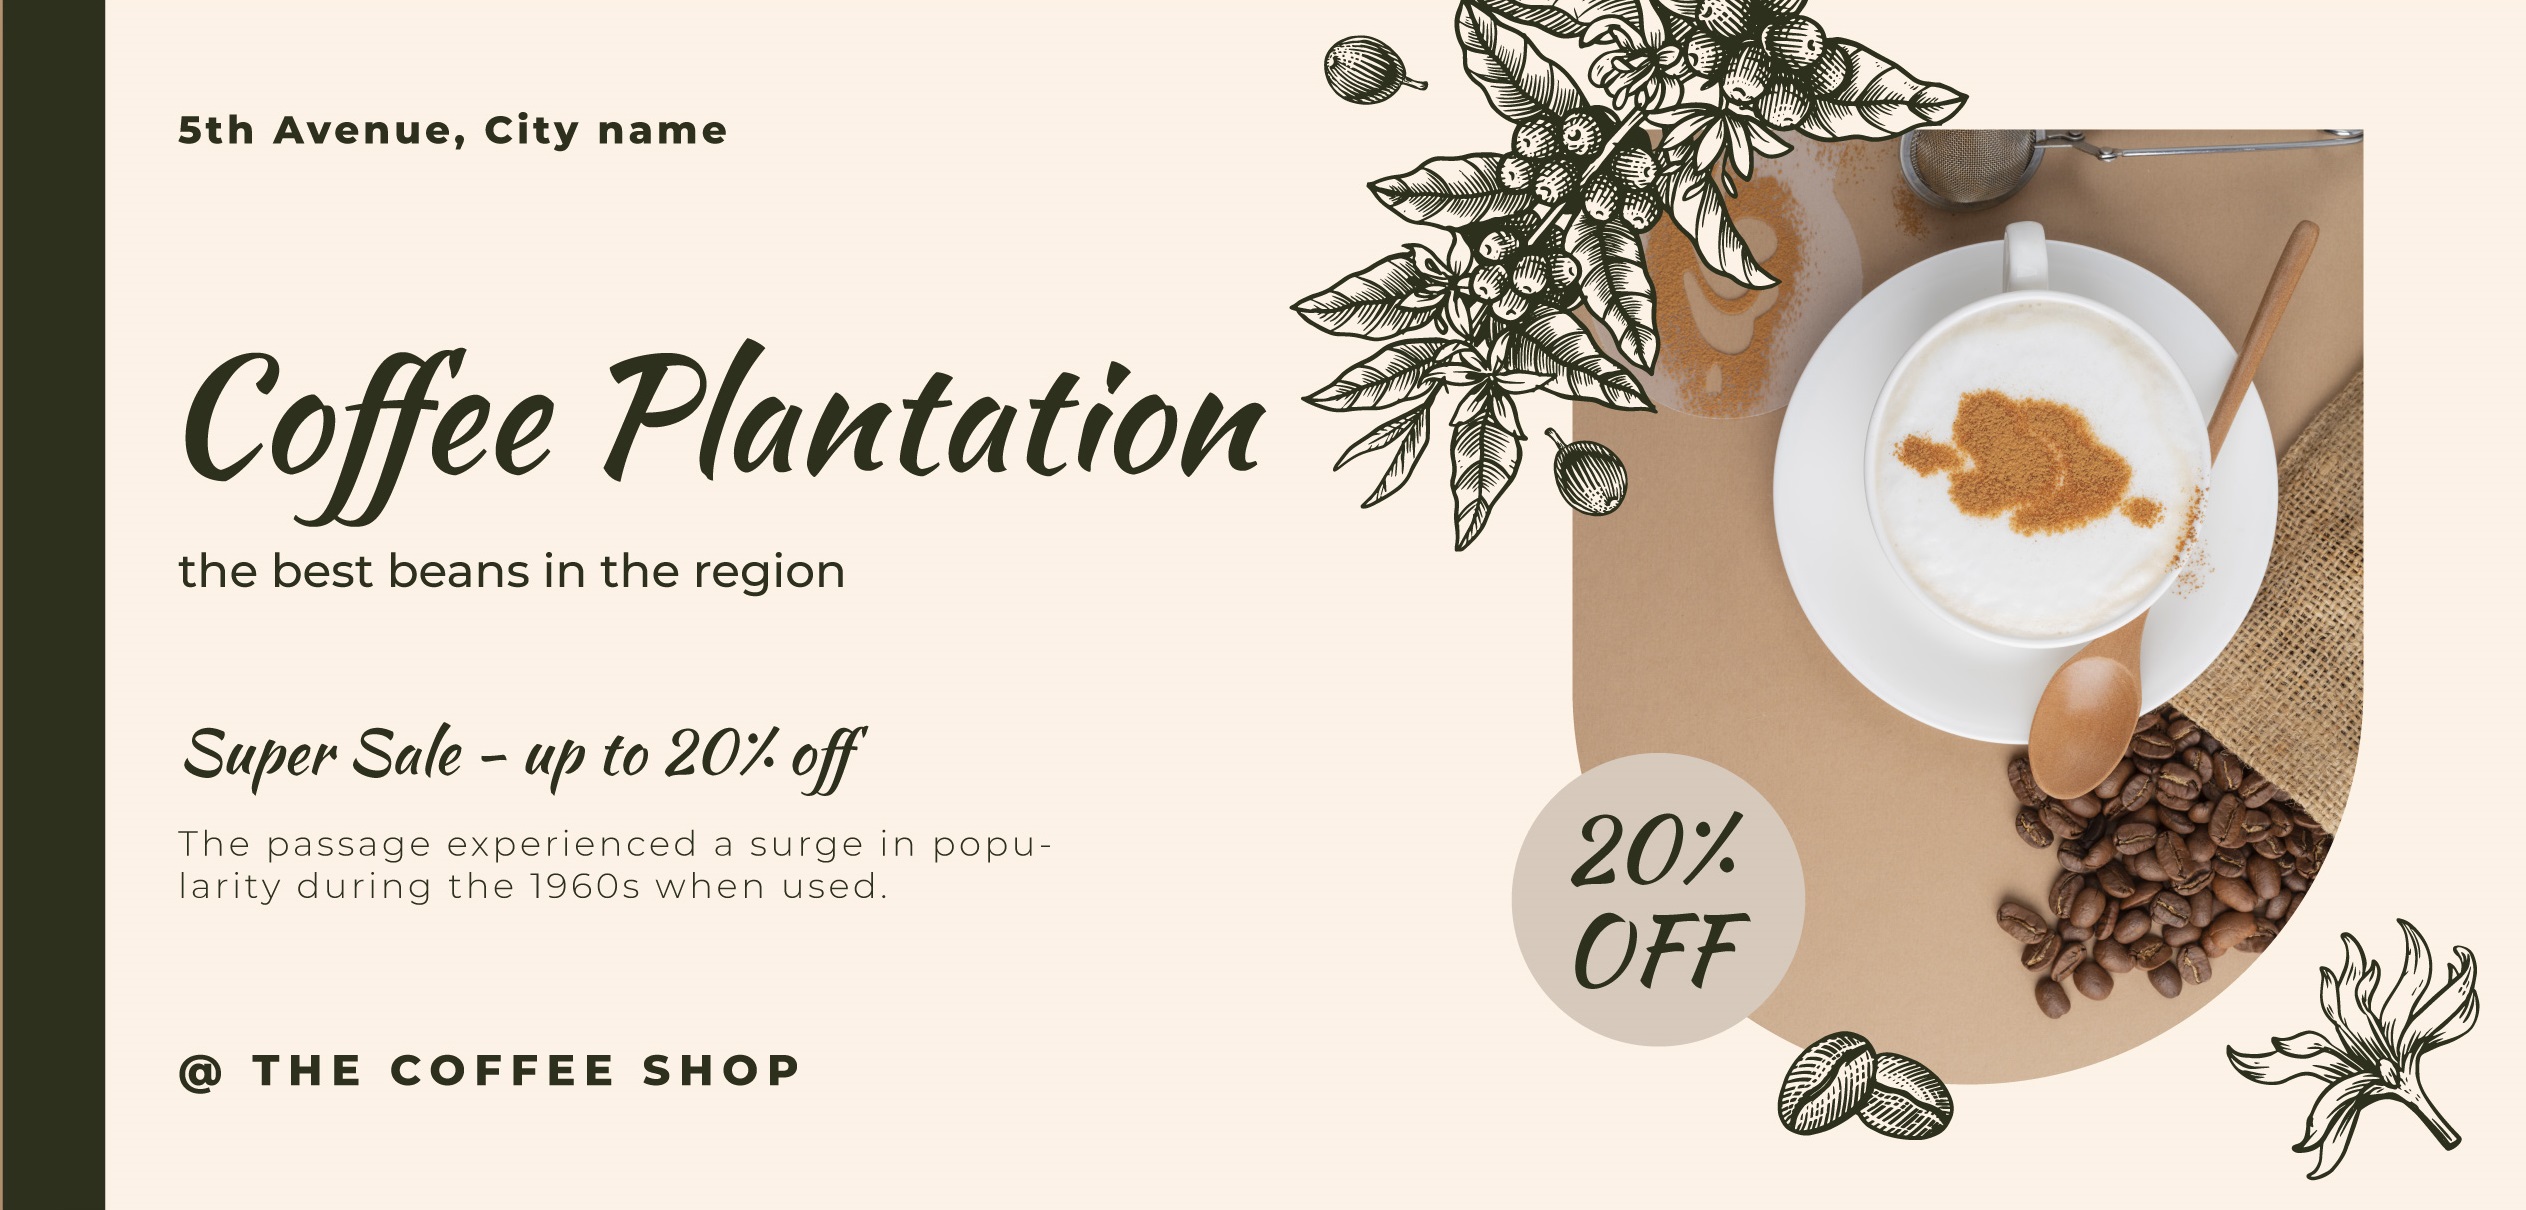 5th Avenue, City name
Coffee Plantation
the best beans in the region
Super Sale - up to 20% off
The passage experienced a surge in popu-
larity during the 1960s when used.
@ THE COFFEE SHOP
20%
OFF